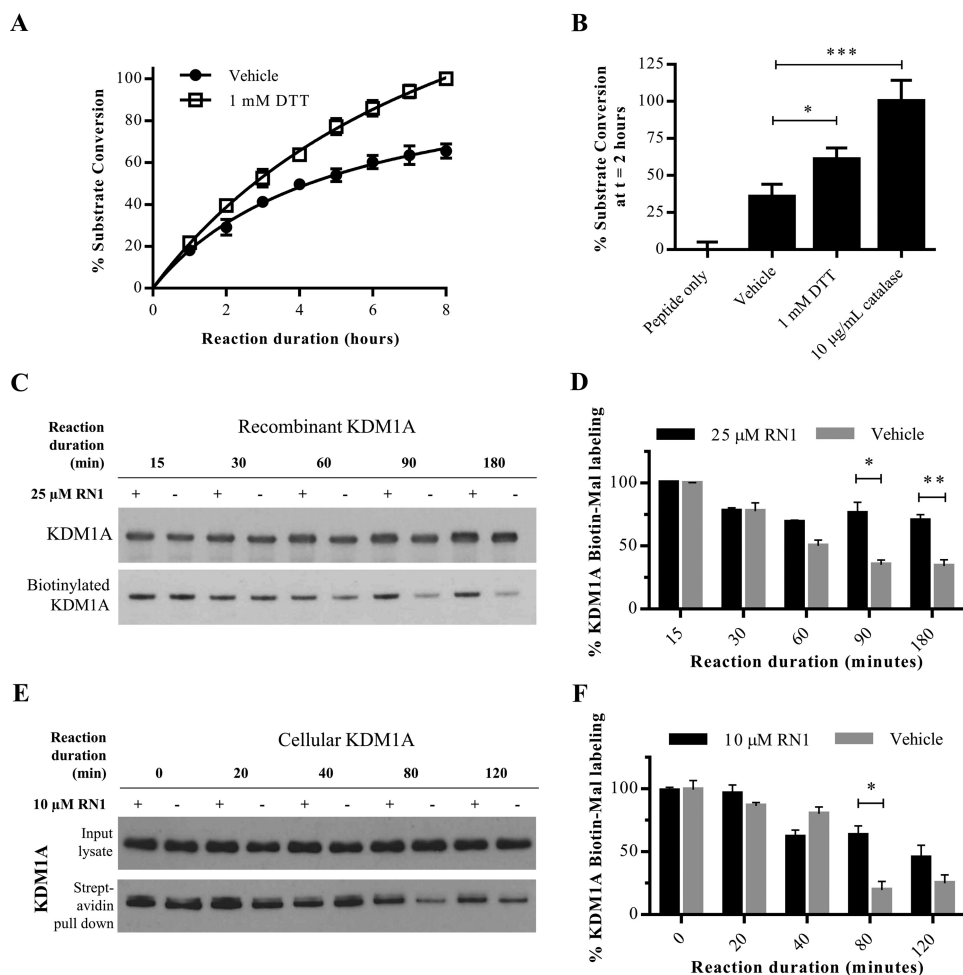 A
Vehicle
1 mM DTT
100
80
60
40
20
0
% Substrate Conversion
0 2 4 6 8
Reaction duration (hours)
B
***
*
125
100
75
50
25
0
% Substrate Conversion
at t = 2 hours
Peptide only
Vehicle
1 mM DTT
10 μg/mL catalase
C
Reaction
duration
(min)
Recombinant KDM1A
15 30 60 90 180
25 μM RN1 + - + - + - + - + -
KDM1A
Biotinylated
KDM1A
D
25 μM RN1 Vehicle
*
**
100
50
0
% KDM1A Biotin-Mal labeling
15 30 60 90 180
Reaction duration (minutes)
E
Reaction
duration
(min)
Cellular KDM1A
0 20 40 80 120
10 μM RN1 + - + - + - + - + -
KDM1A
Input
lysate
Strept-
avidin
pull down
F
10 μM RN1 Vehicle
*
100
50
0
% KDM1A Biotin-Mal labeling
0 20 40 80 120
Reaction duration (minutes)